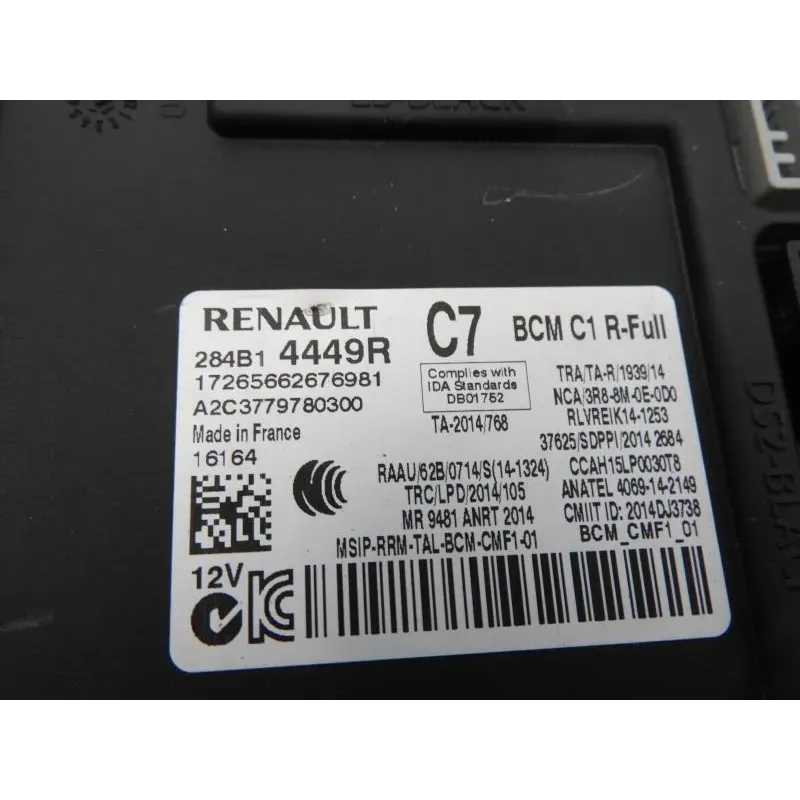 RENAULT C7 BCM C1 R-Full
284B1 4449R
17265662676981
A2C3779780300
Made in France
16164
Complies with
IDA Standards
DB01752
TA-2014/768
TRA/TA-R/1939/14
NCA/3R8-8M-0E-0D0
RLVREIK14-1253
37625/SDPPI/2014 2684
RAAU/62B/0714/S(14-1324) CCAH15LP0030T8
TRC/LPD/2014/105 ANATEL 4069-14-2149
MR 9481 ANRT 2014 CMIIT ID: 2014DJ3738
MSIP-RRM-TAL-BCM-CMF1-01 BCM_CMF1_01
12V